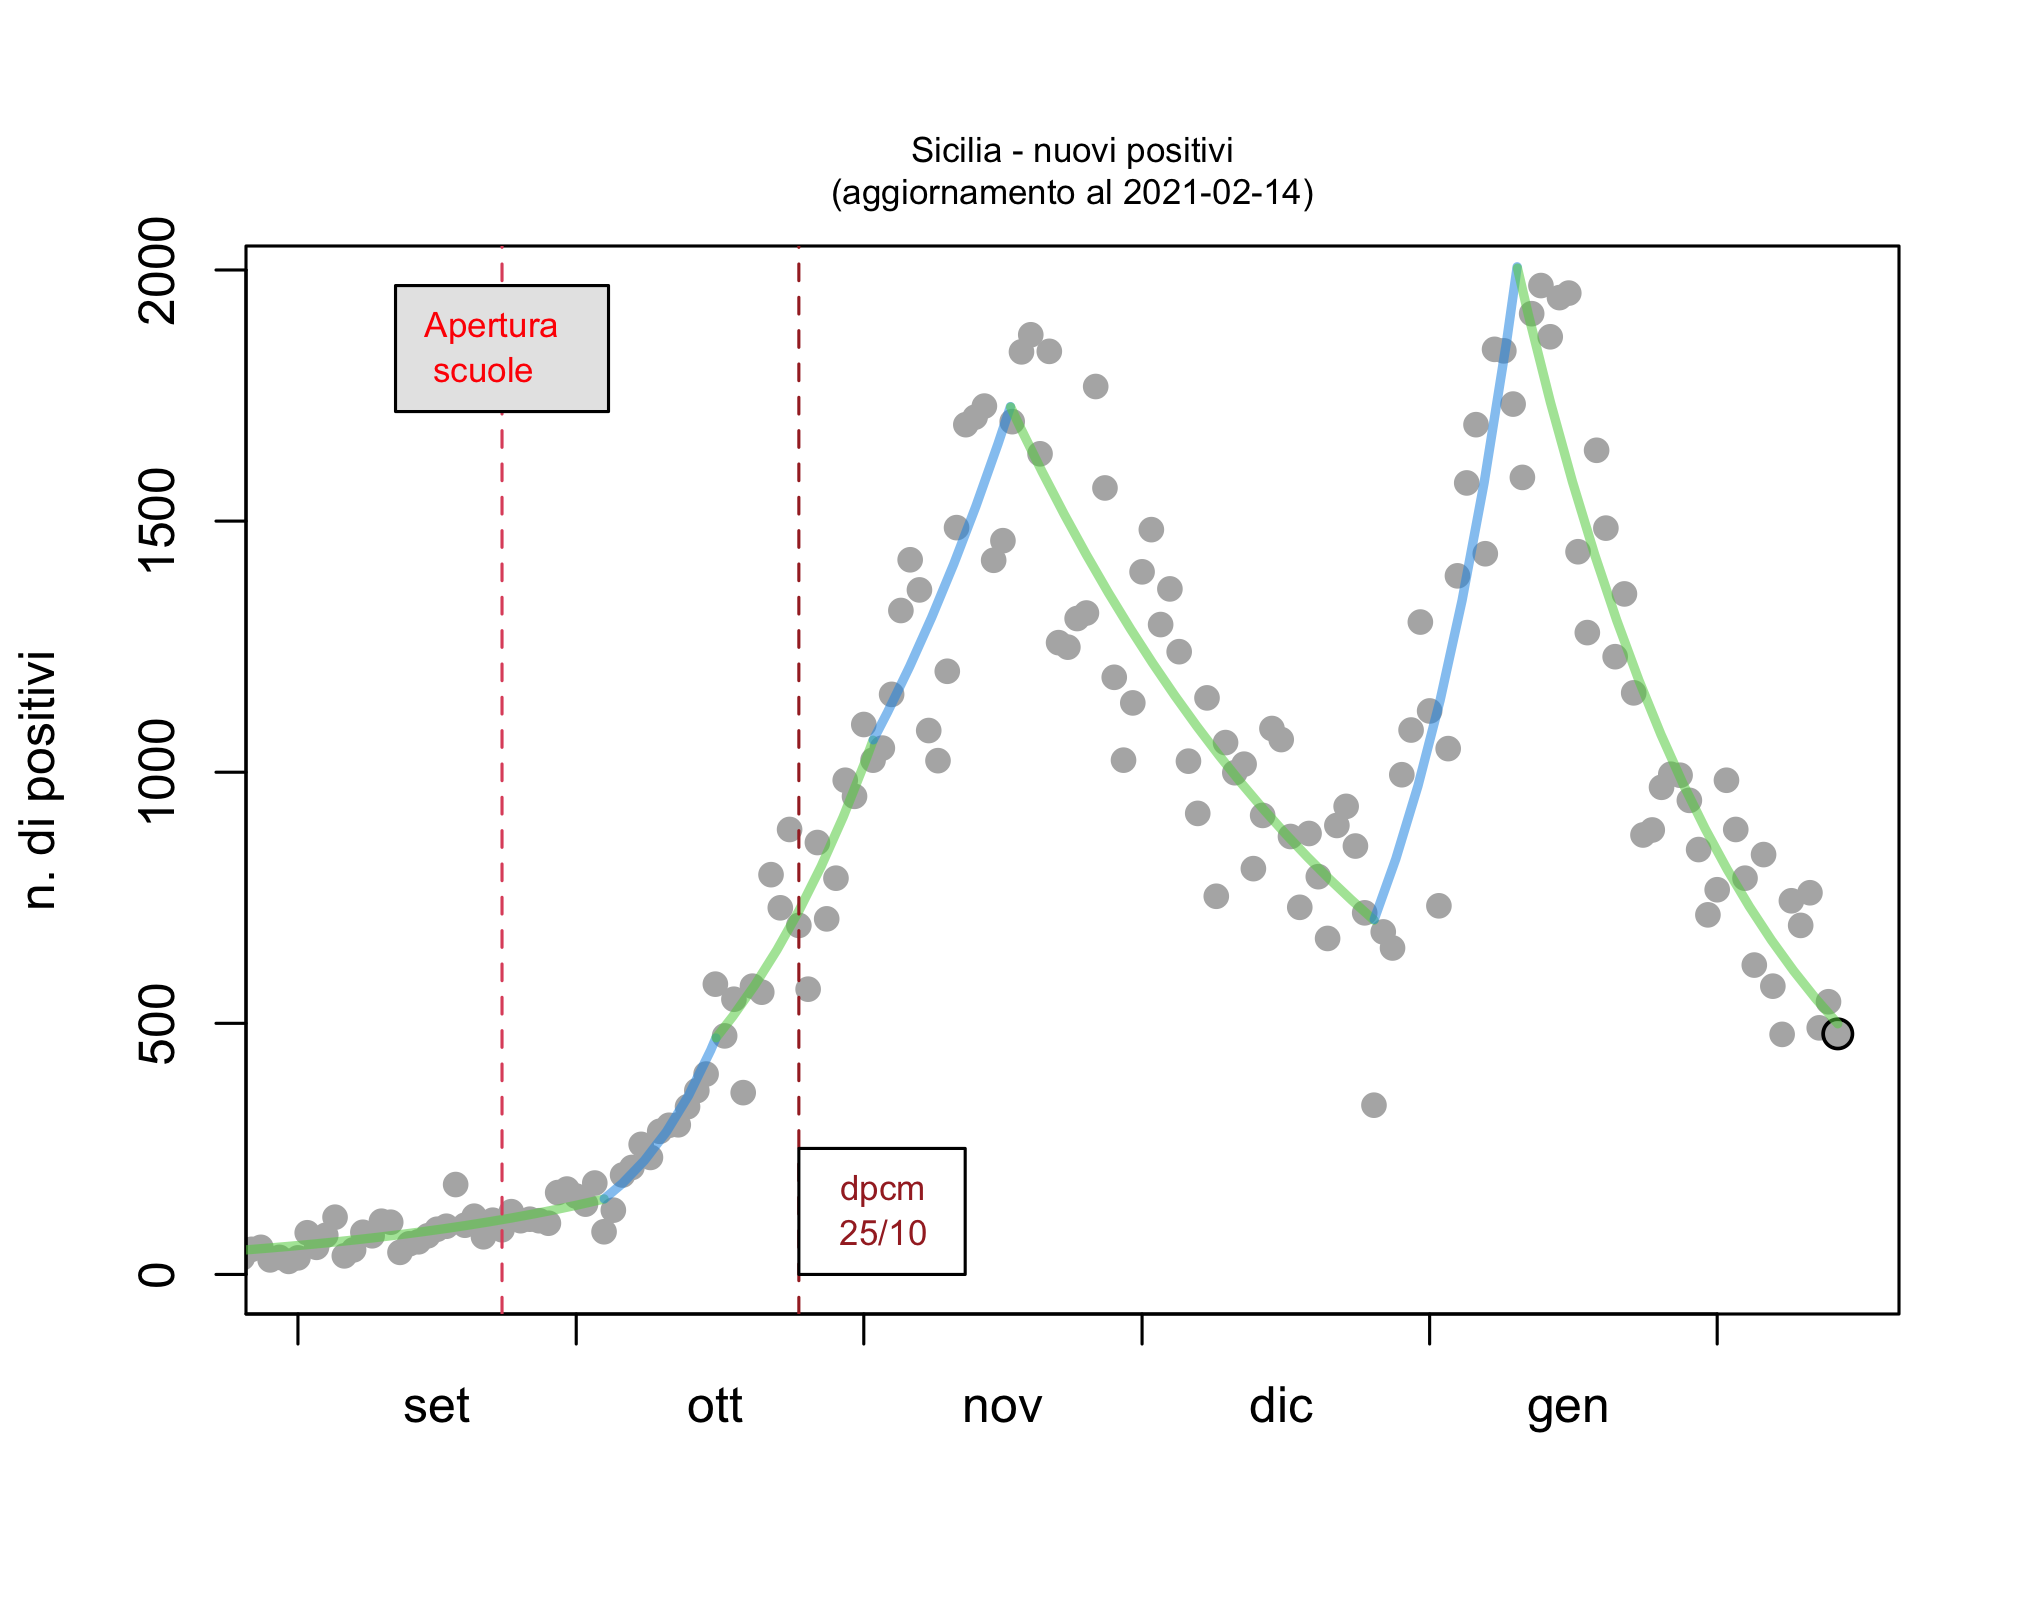 Sicilia - nuovi positivi
(aggiornamento al 2021-02-14)
n. di positivi
2000
1500
1000
500
0
Apertura
scuole
dpcm
25/10
set
ott
nov
dic
gen